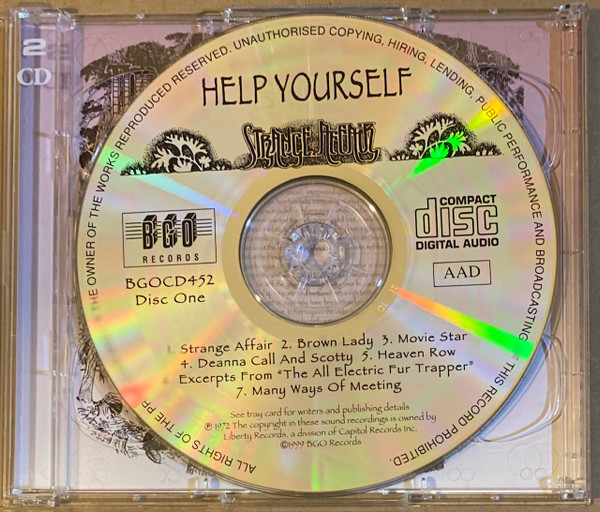 2
CD
ALL RIGHTS OF THE PR
THE OWNER OF THE WORKS REPRODUCED RESERVED. UNAUTHORISED COPYING, HIRING, LENDING, PUBLIC PERFORMANCE AND BROADCASTING
THIS RECORD PROHIBITED.
HELP YOURSELF
STRANGE AFFAIR
BGO
RECORDS
BGOCD452
Disc One
COMPACT
disc
DIGITAL AUDIO
AAD
1. Strange Affair 2. Brown Lady 3. Movie Star
4. Deanna Call And Scotty 5. Heaven Row
Excerpts From "The All Electric Fur Trapper"
7. Many Ways Of Meeting
See tray card for writers and publishing details
℗ 1972 The copyright in these sound recordings is owned by
Liberty Records, a division of Capitol Records Inc.
©1999 BGO Records